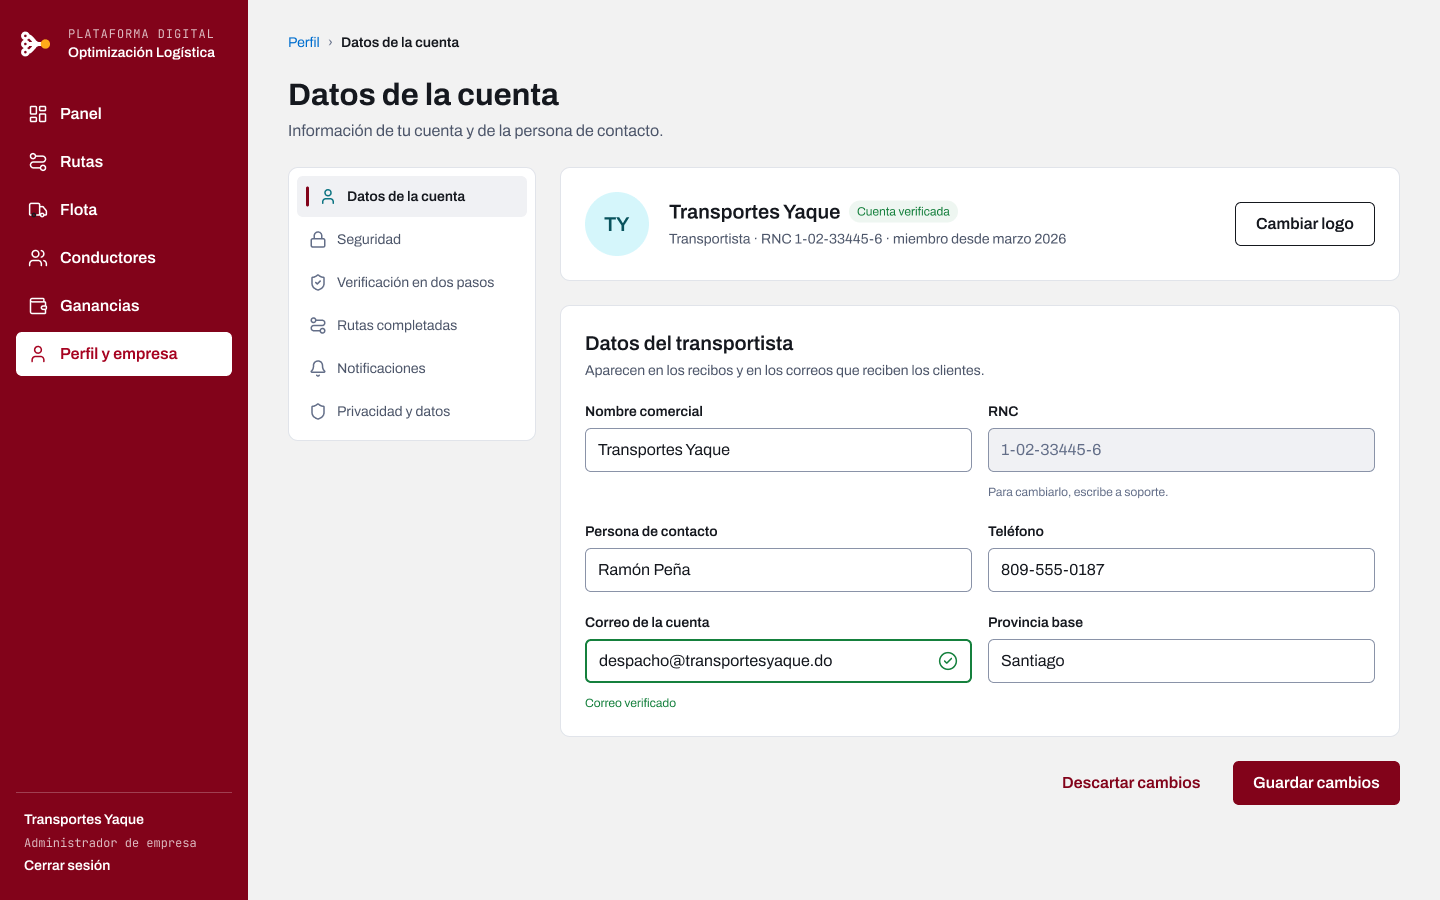 PLATAFORMA DIGITAL
Optimización Logística
Panel
Rutas
Flota
Conductores
Ganancias
Perfil y empresa
Transportes Yaque
Administrador de empresa
Cerrar sesión
Perfil › Datos de la cuenta
Datos de la cuenta
Información de tu cuenta y de la persona de contacto.
Datos de la cuenta
Seguridad
Verificación en dos pasos
Rutas completadas
Notificaciones
Privacidad y datos
TY
Transportes Yaque Cuenta verificada
Transportista · RNC 1-02-33445-6 · miembro desde marzo 2026
Cambiar logo
Datos del transportista
Aparecen en los recibos y en los correos que reciben los clientes.
Nombre comercial
Transportes Yaque
RNC
1-02-33445-6
Para cambiarlo, escribe a soporte.
Persona de contacto
Ramón Peña
Teléfono
809-555-0187
Correo de la cuenta
despacho@transportesyaque.do
Correo verificado
Provincia base
Santiago
Descartar cambios
Guardar cambios